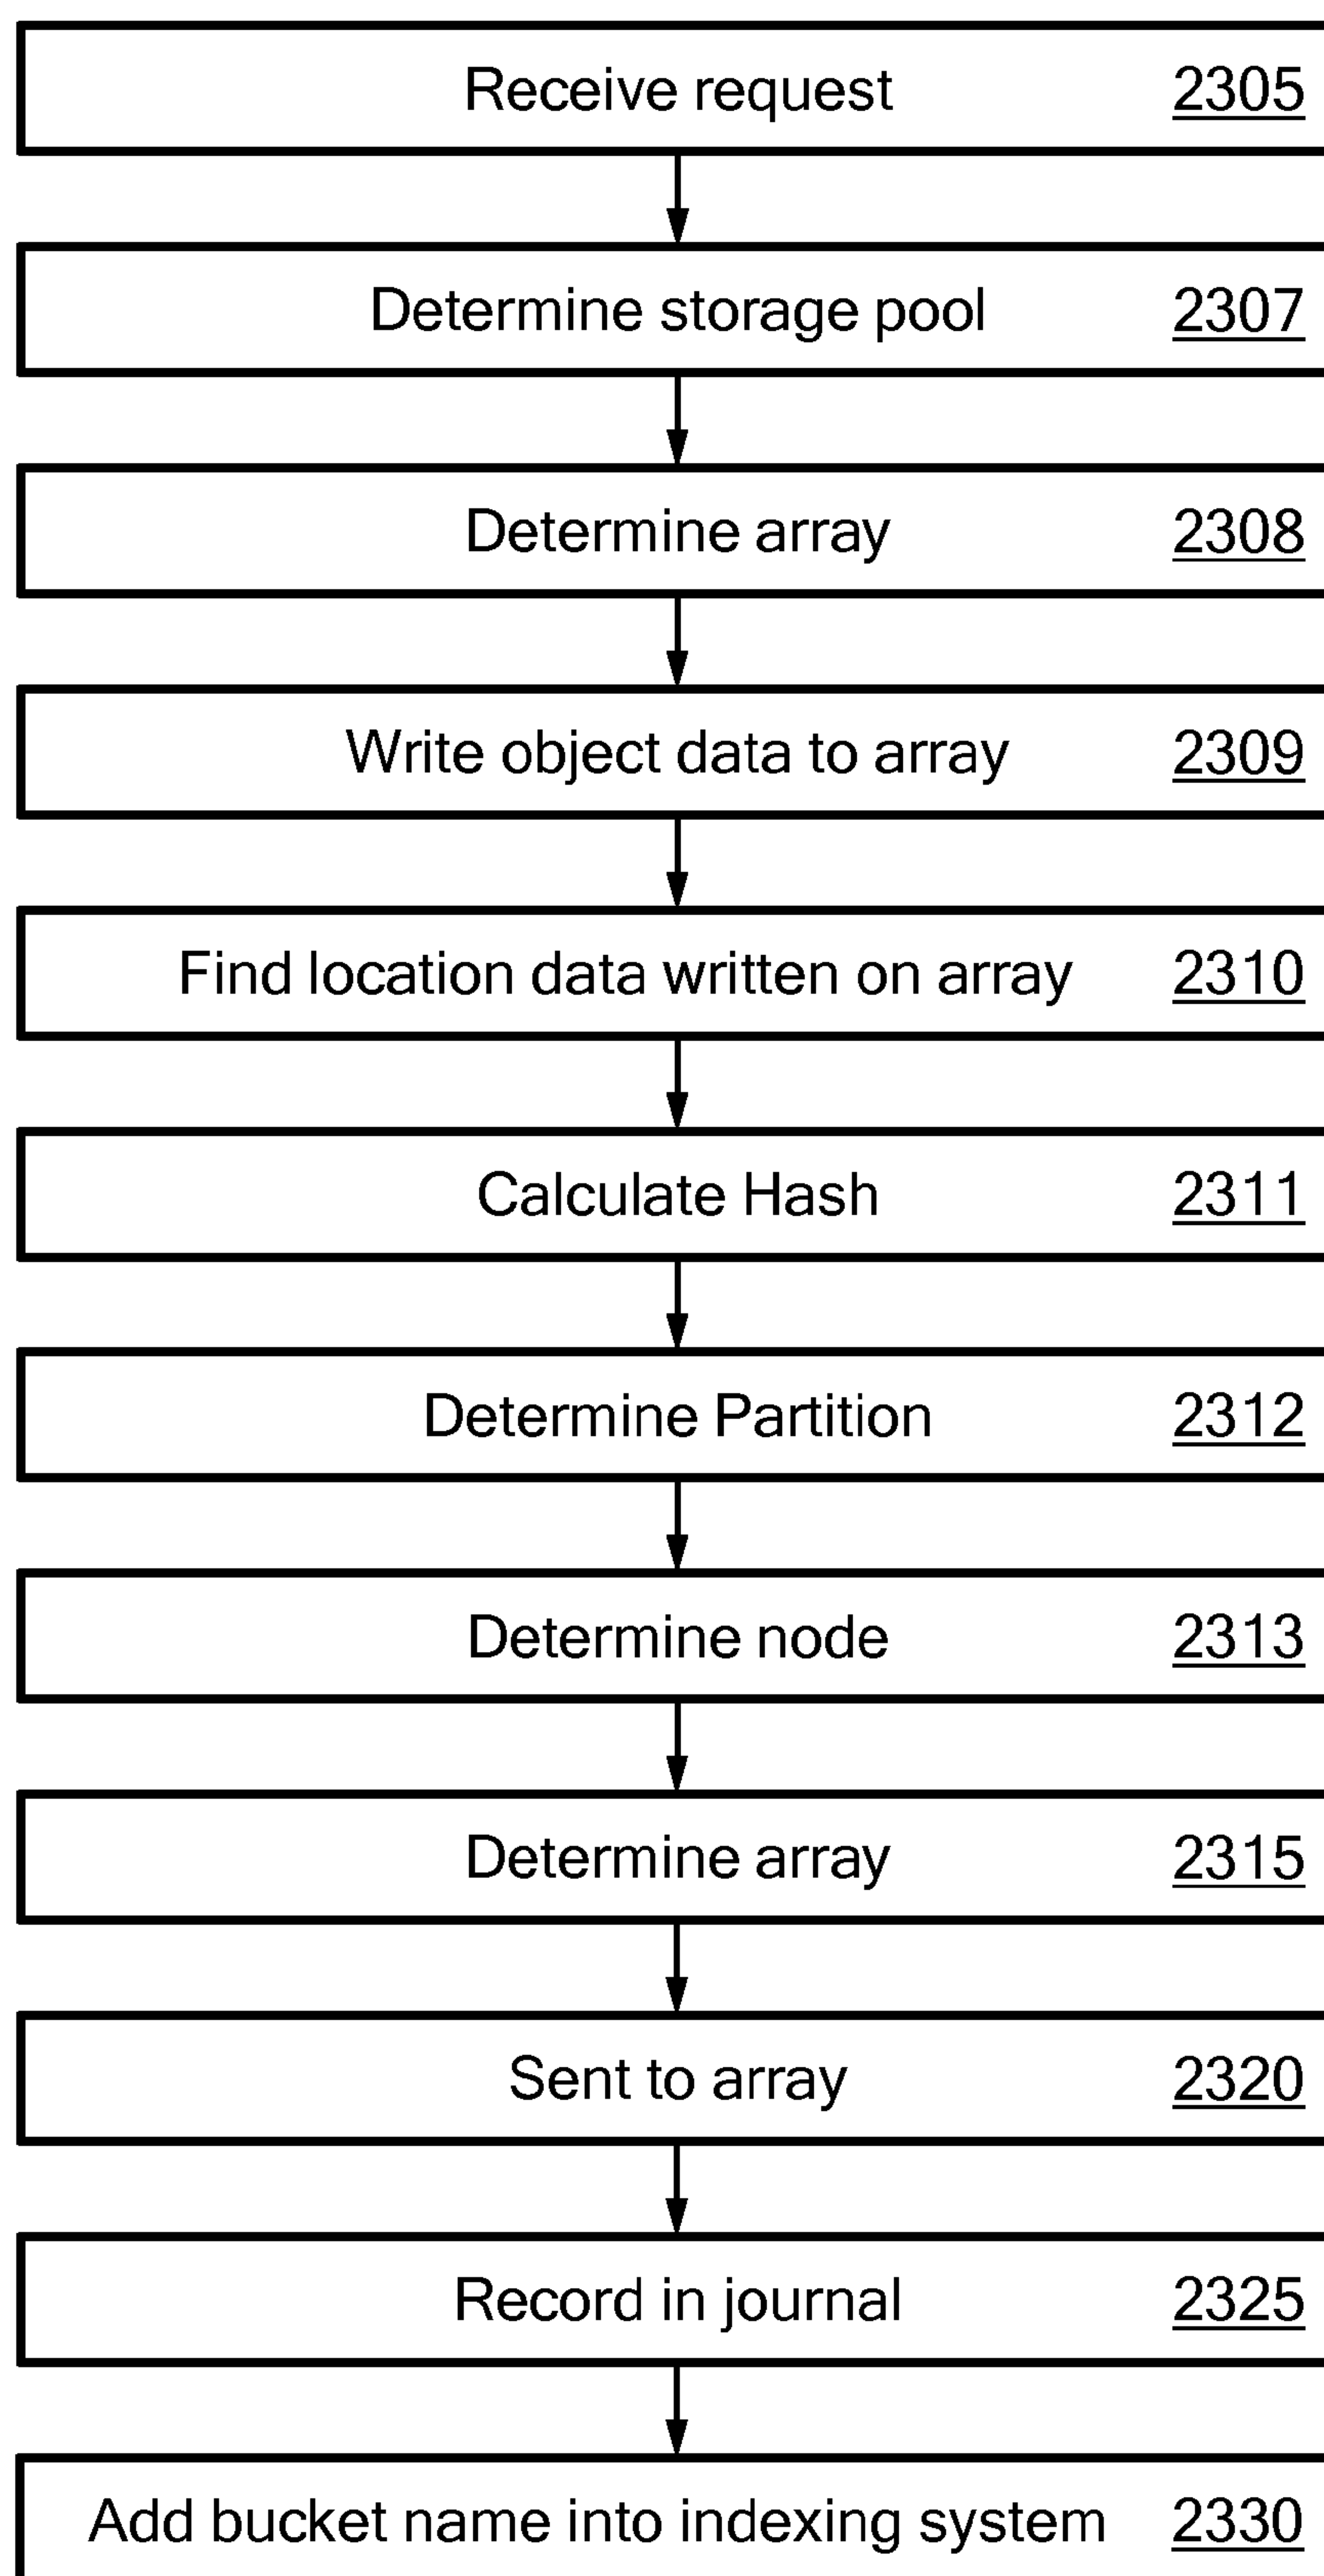 Receive request 2305
Determine storage pool 2307
Determine array 2308
Write object data to array 2309
Find location data written on array 2310
Calculate Hash 2311
Determine Partition 2312
Determine node 2313
Determine array 2315
Sent to array 2320
Record in journal 2325
Add bucket name into indexing system 2330